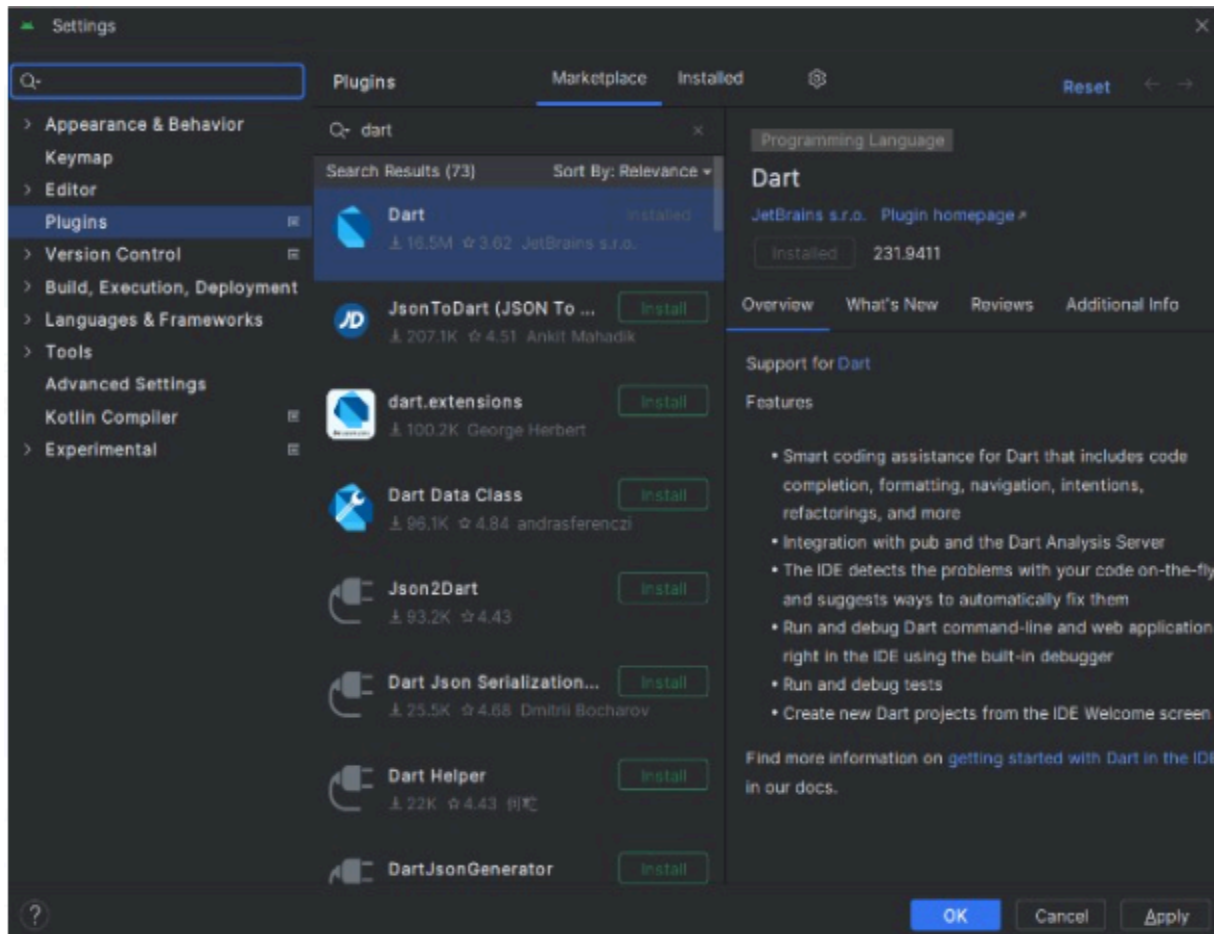 Settings
Plugins
Marketplace
Installed
Reset
Appearance & Behavior
Keymap
Editor
Plugins
Version Control
Build, Execution, Deployment
Languages & Frameworks
Tools
Advanced Settings
Kotlin Compiler
Experimental
dart
Search Results (73)
Sort By: Relevance
Dart
Installed
16.5M 3.62 JetBrains s.r.o.
JsonToDart (JSON To ...
Install
207.1K 4.51 Ankit Mahadik
dart.extensions
Install
100.2K George Herbert
Dart Data Class
Install
96.1K 4.84 andrasferenczi
Json2Dart
Install
93.2K 4.43
Dart Json Serialization...
Install
25.5K 4.68 Dmitrii Bocharov
Dart Helper
Install
22K 4.43
DartJsonGenerator
Install
Programming Language
Dart
JetBrains s.r.o. Plugin homepage
Installed
231.9411
Overview
What's New
Reviews
Additional Info
Support for Dart
Features
• Smart coding assistance for Dart that includes code
completion, formatting, navigation, intentions,
refactorings, and more
• Integration with pub and the Dart Analysis Server
• The IDE detects the problems with your code on-the-fly
and suggests ways to automatically fix them
• Run and debug Dart command-line and web application
right in the IDE using the built-in debugger
• Run and debug tests
• Create new Dart projects from the IDE Welcome screen
Find more information on getting started with Dart in the IDE
in our docs.
?
OK
Cancel
Apply